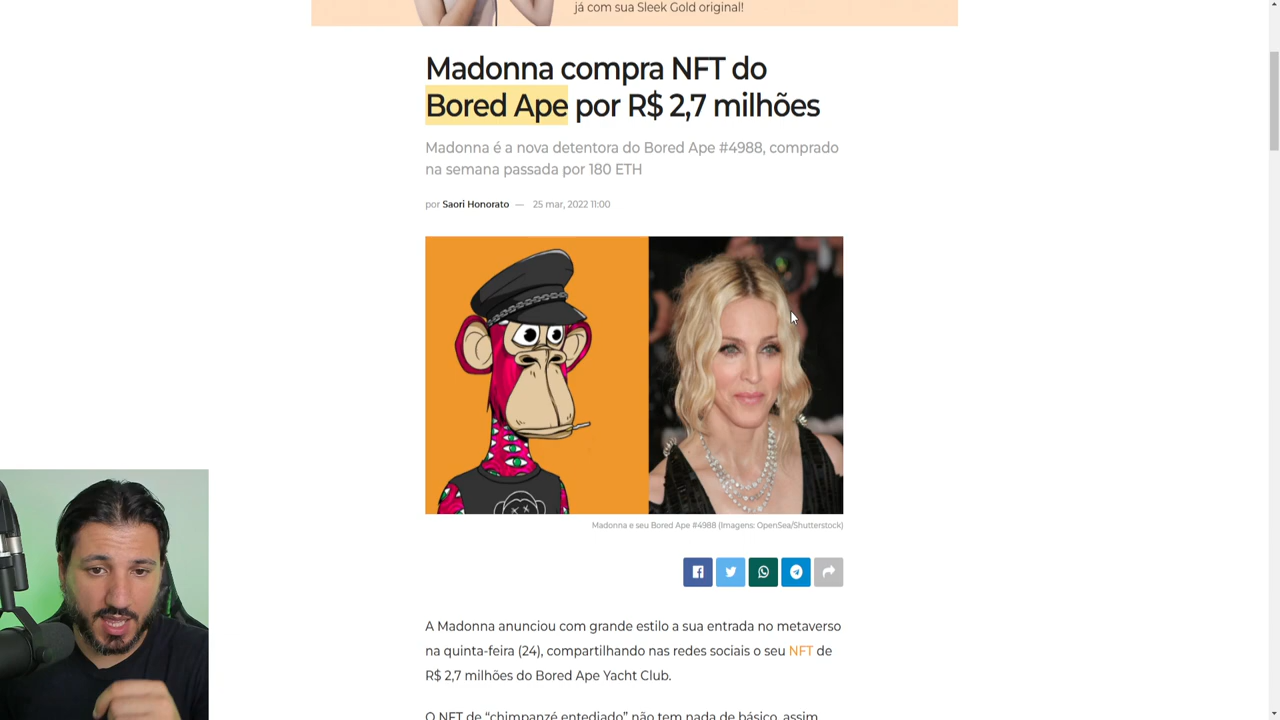 já com sua Sleek Gold original!
Madonna compra NFT do
Bored Ape por R$ 2,7 milhões
Madonna é a nova detentora do Bored Ape #4988, comprado
na semana passada por 180 ETH
por Saori Honorato — 25 mar, 2022 11:00
Madonna e seu Bored Ape #4988 (Imagens: OpenSea/Shutterstock)
A Madonna anunciou com grande estilo a sua entrada no metaverso
na quinta-feira (24), compartilhando nas redes sociais o seu NFT de
R$ 2,7 milhões do Bored Ape Yacht Club.
O NFT de “chimpanzé entediado” não tem nada de básico, assim